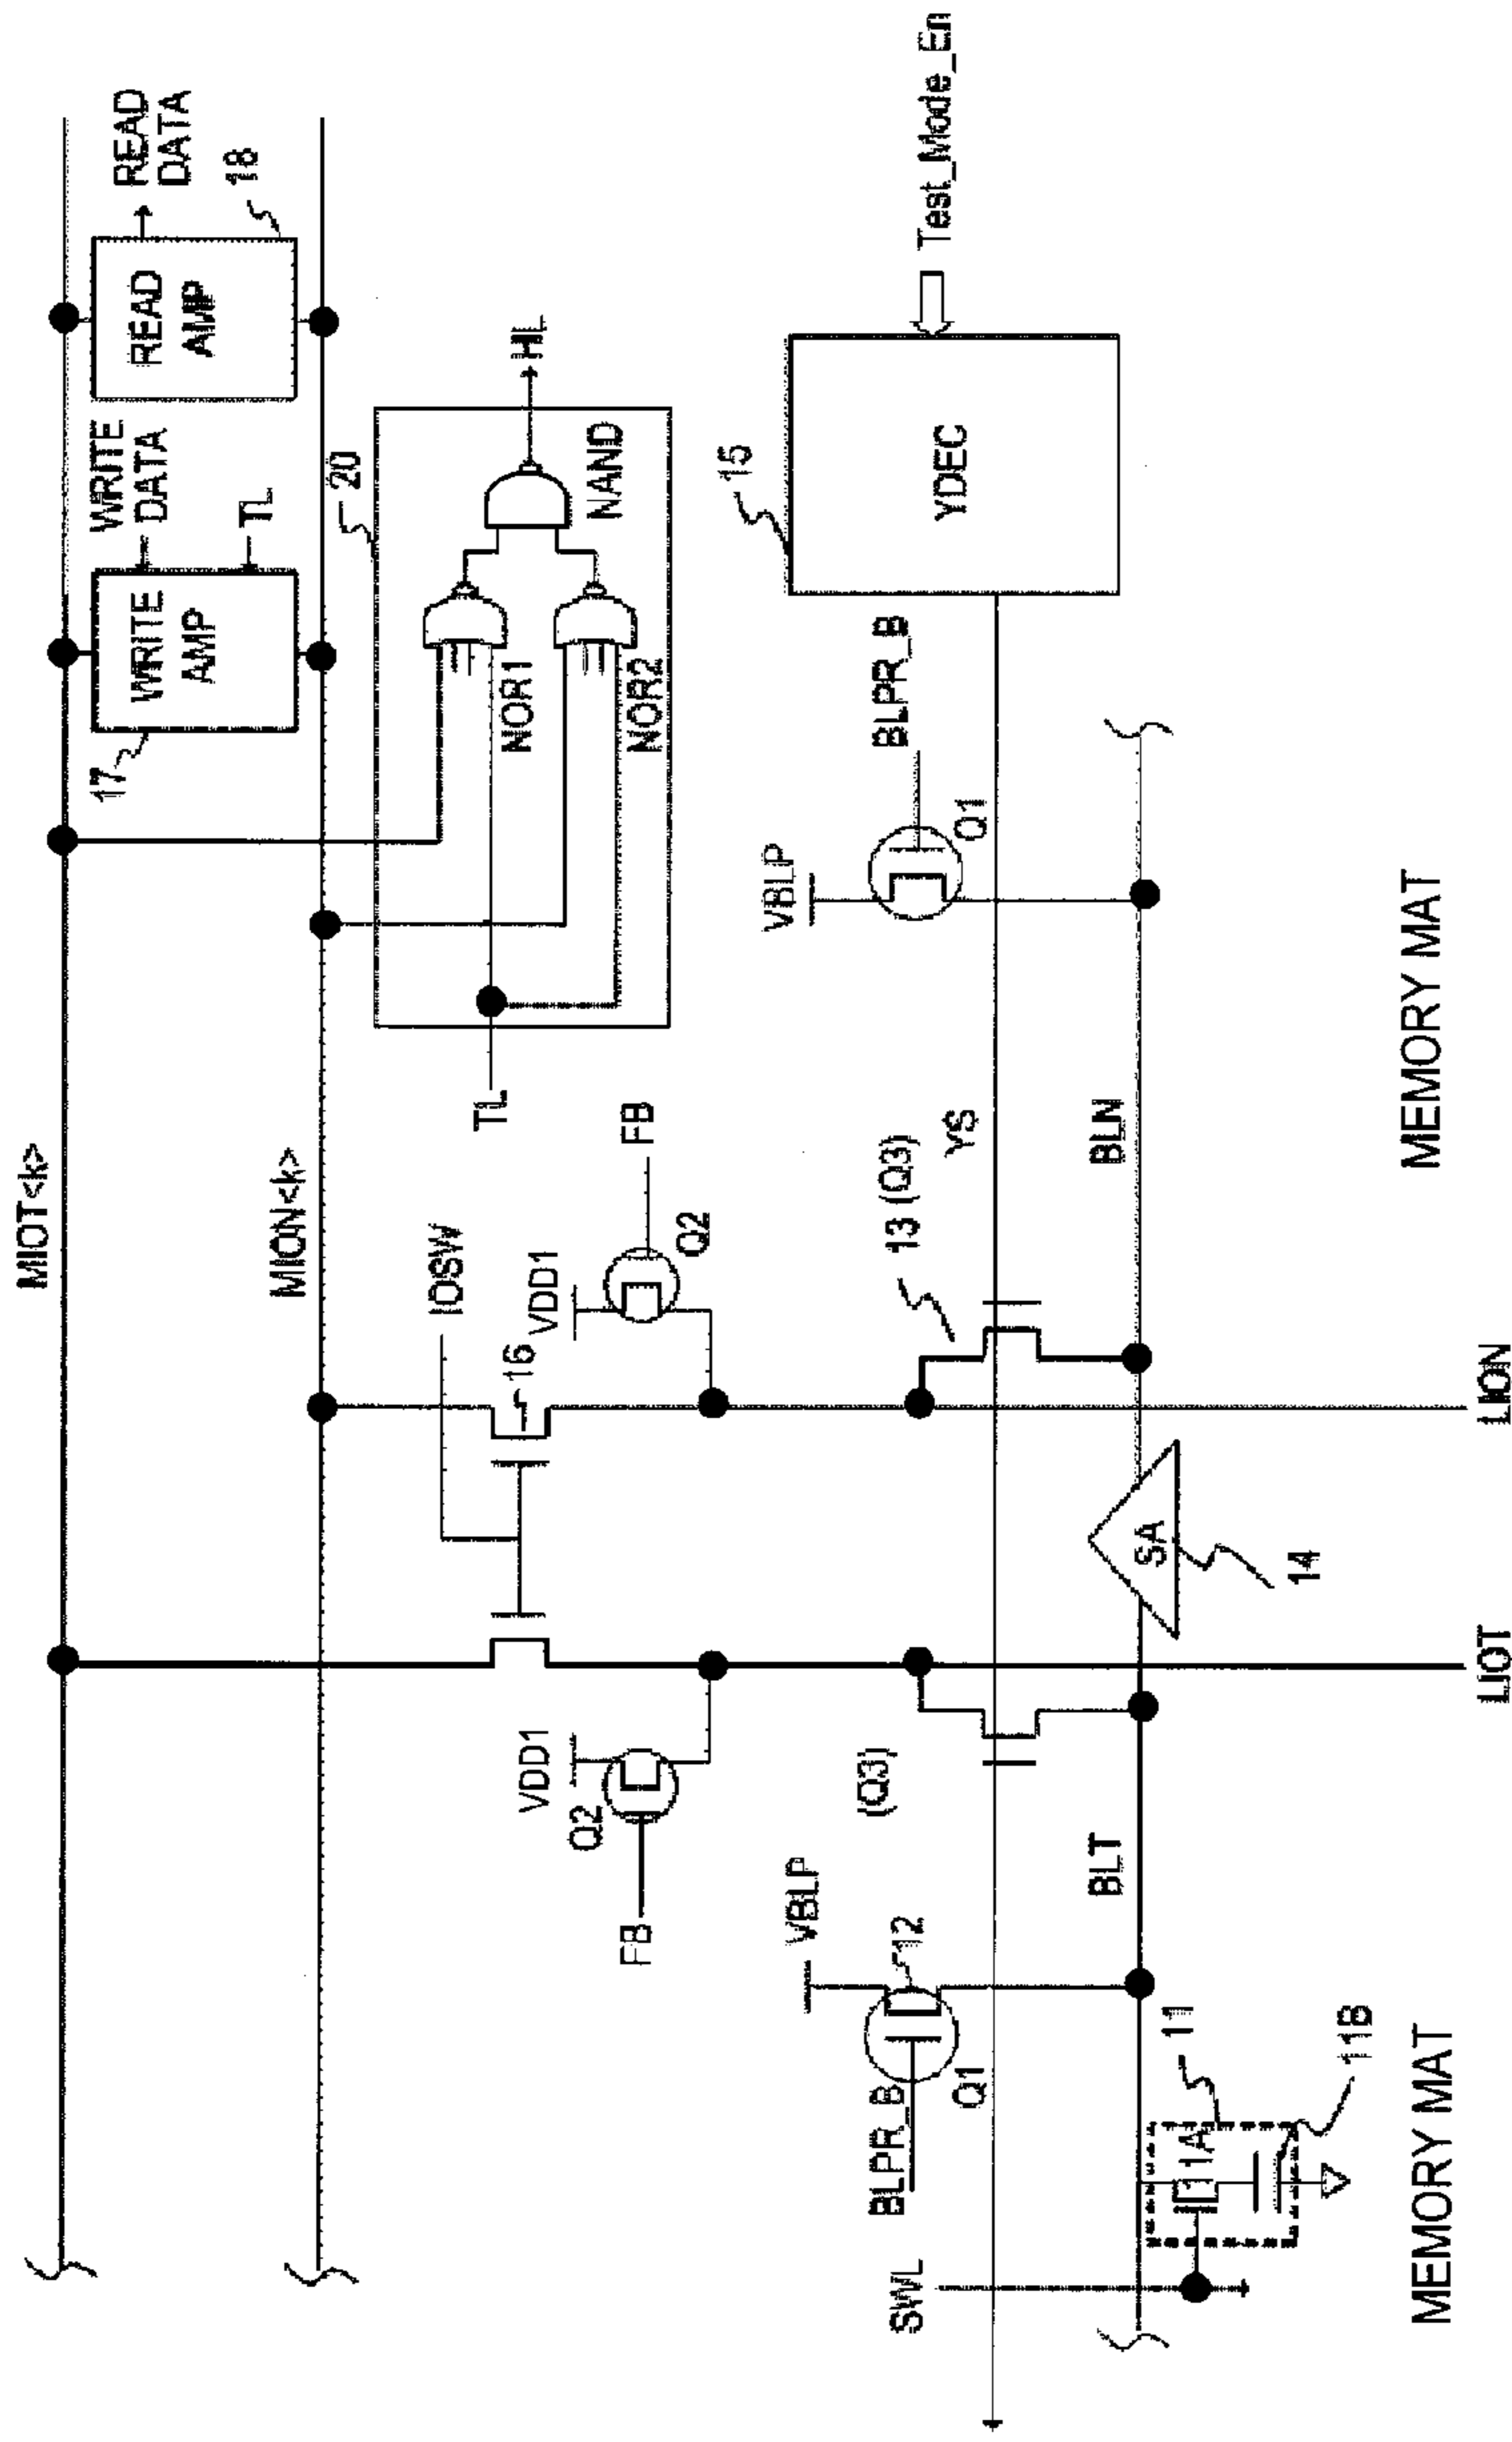 MIOT<k>
WRITE
DATA
READ
DATA
17
WRITE
AMP
TL
READ
AMP
18
MION<k>
20
IOSW
TL
NOR1
NOR2
NAND
HL
VDD1
Q2
FB
16
VDD1
Q2
FB
VBLP
BLPR_B
Q1
12
(Q3)
13 (Q3)
YS
VBLP
BLPR_B
Q1
15
YDEC
Test_Mode_En
SWL
BLT
BLN
11
11A
11B
SA
14
MEMORY MAT
LIOT
LION
MEMORY MAT